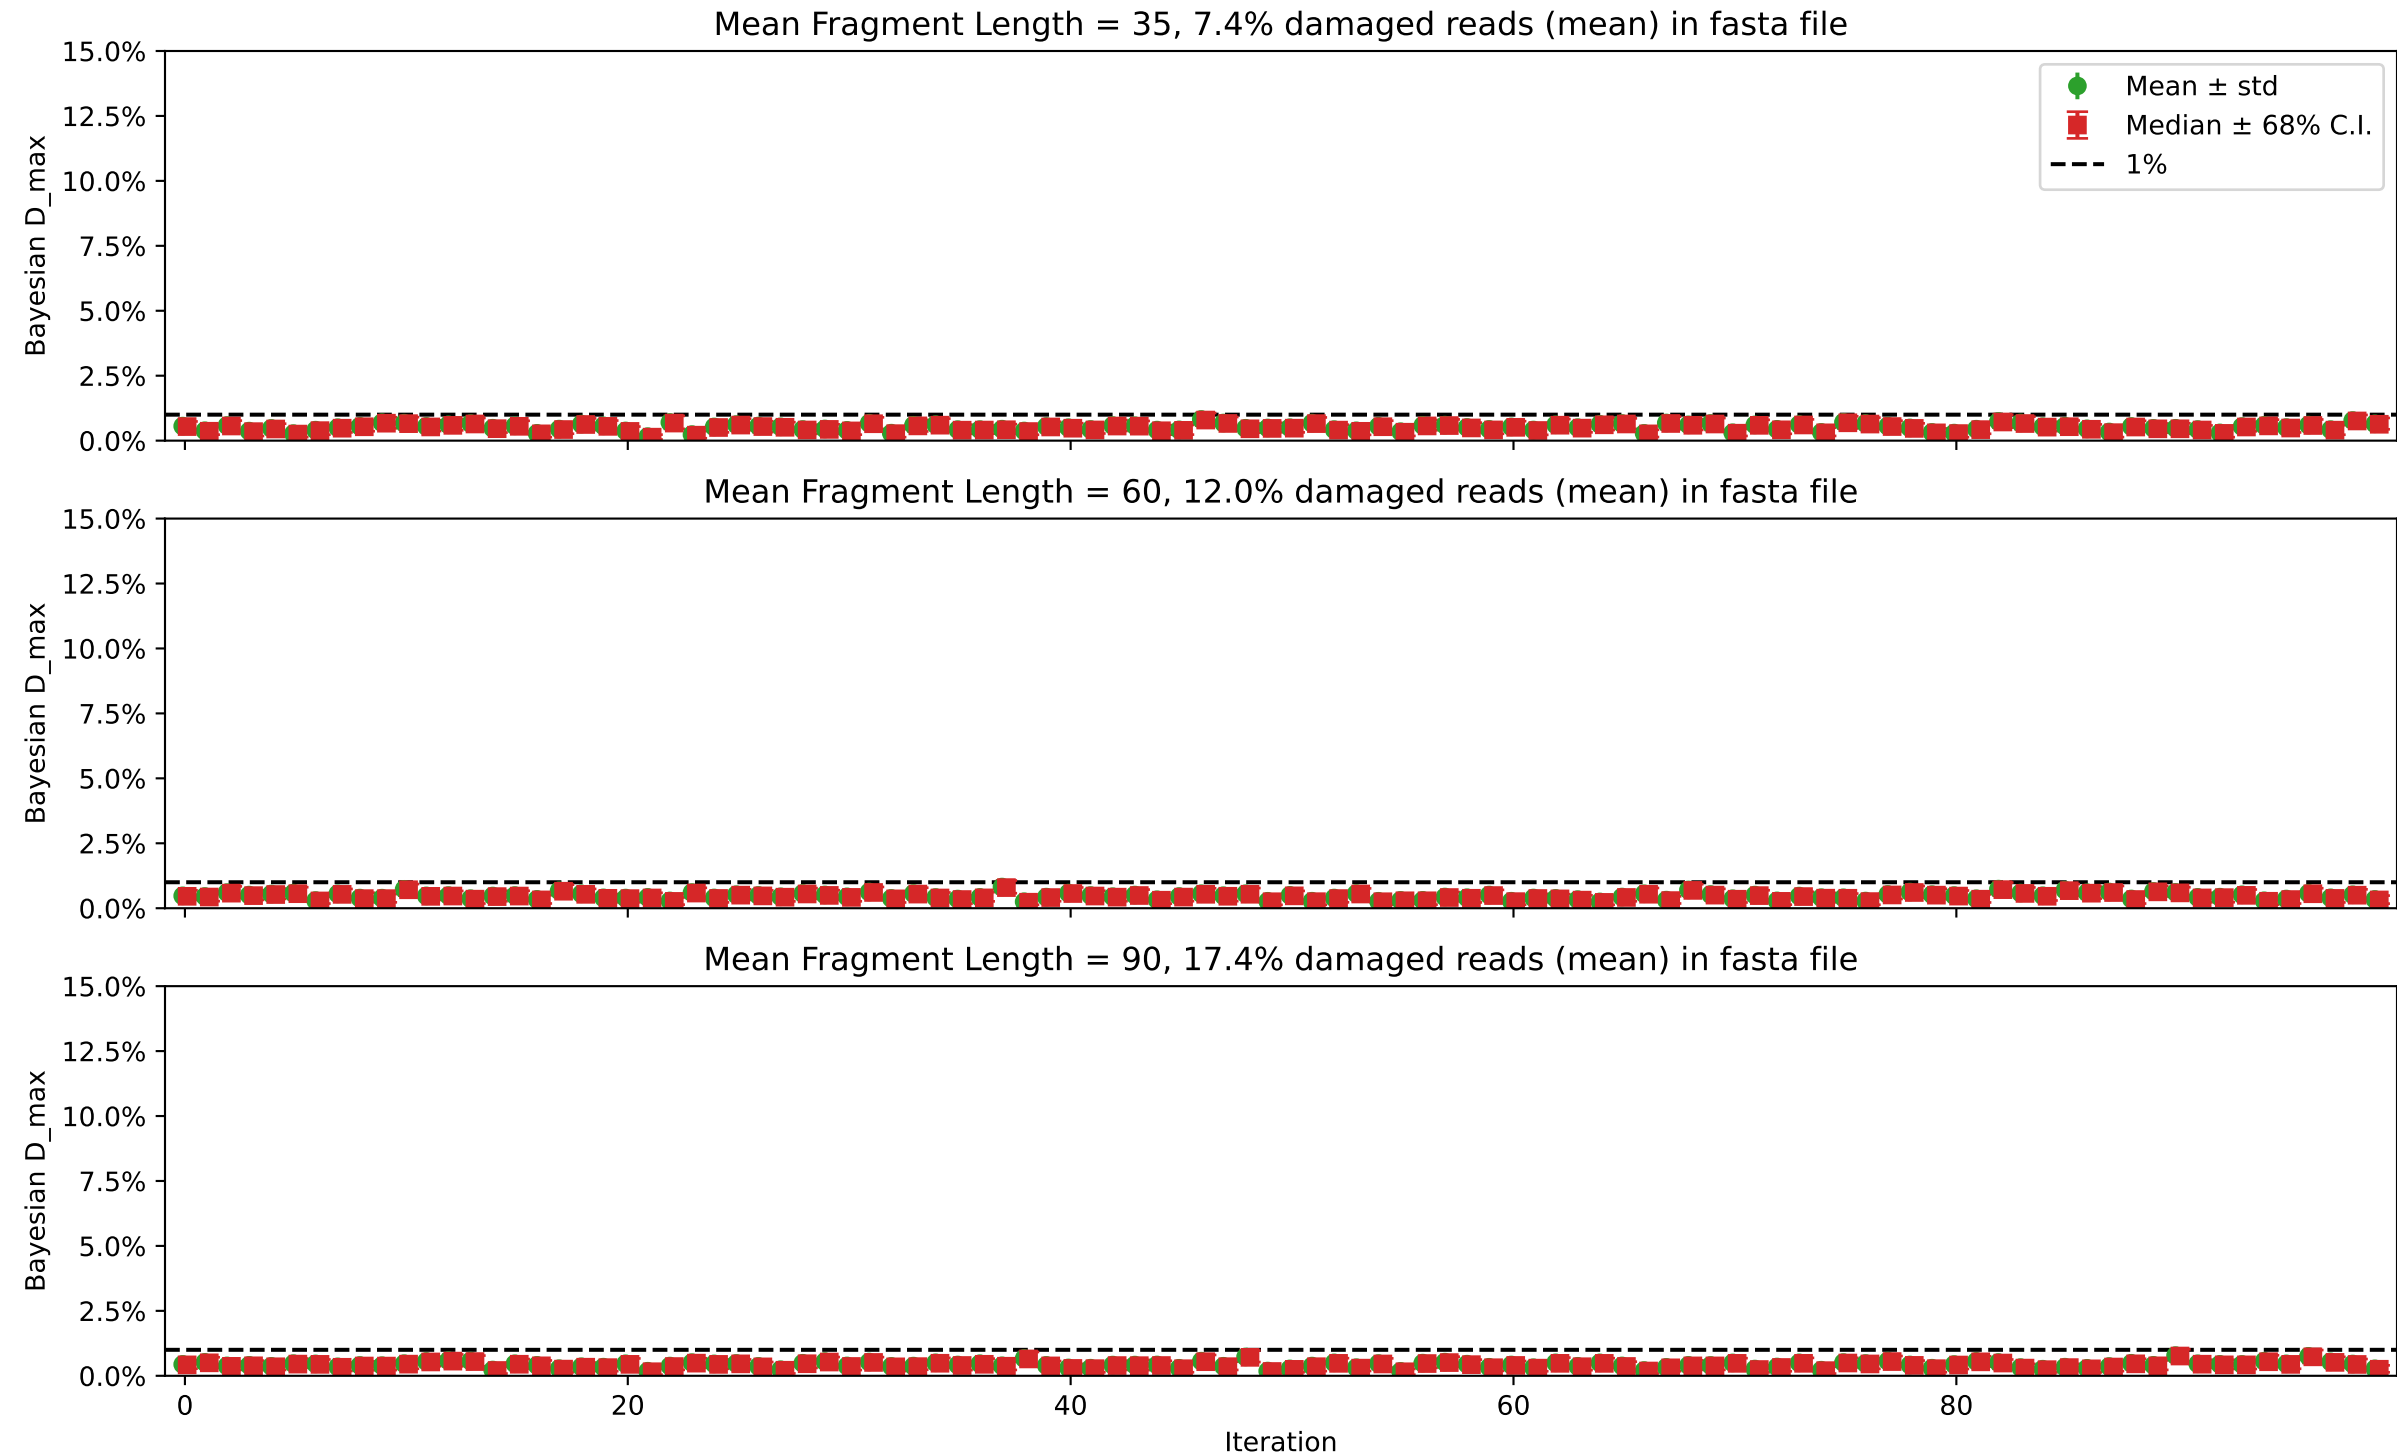 Mean Fragment Length = 35, 7.4% damaged reads (mean) in fasta file
15.0%
12.5%
10.0%
7.5%
5.0%
2.5%
0.0%
Bayesian D_max
Mean ± std
Median ± 68% C.I.
1%
Mean Fragment Length = 60, 12.0% damaged reads (mean) in fasta file
15.0%
12.5%
10.0%
7.5%
5.0%
2.5%
0.0%
Bayesian D_max
Mean Fragment Length = 90, 17.4% damaged reads (mean) in fasta file
15.0%
12.5%
10.0%
7.5%
5.0%
2.5%
0.0%
Bayesian D_max
0 20 40 60 80
Iteration